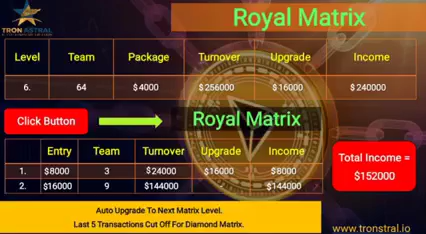 Royal Matrix
TRON ASTRAL
Level Team Package Turnover Upgrade Income
6. 64 $4000 $256000 $16000 $240000
Click Button
Royal Matrix
Entry Team Turnover Upgrade Income
1. $8000 3 $24000 $16000 $8000
2. $16000 9 $144000 $144000
Total Income =
$152000
Auto Upgrade To Next Matrix Level.
Last 5 Transactions Cut Off For Diamond Matrix.
www.tronstral.io